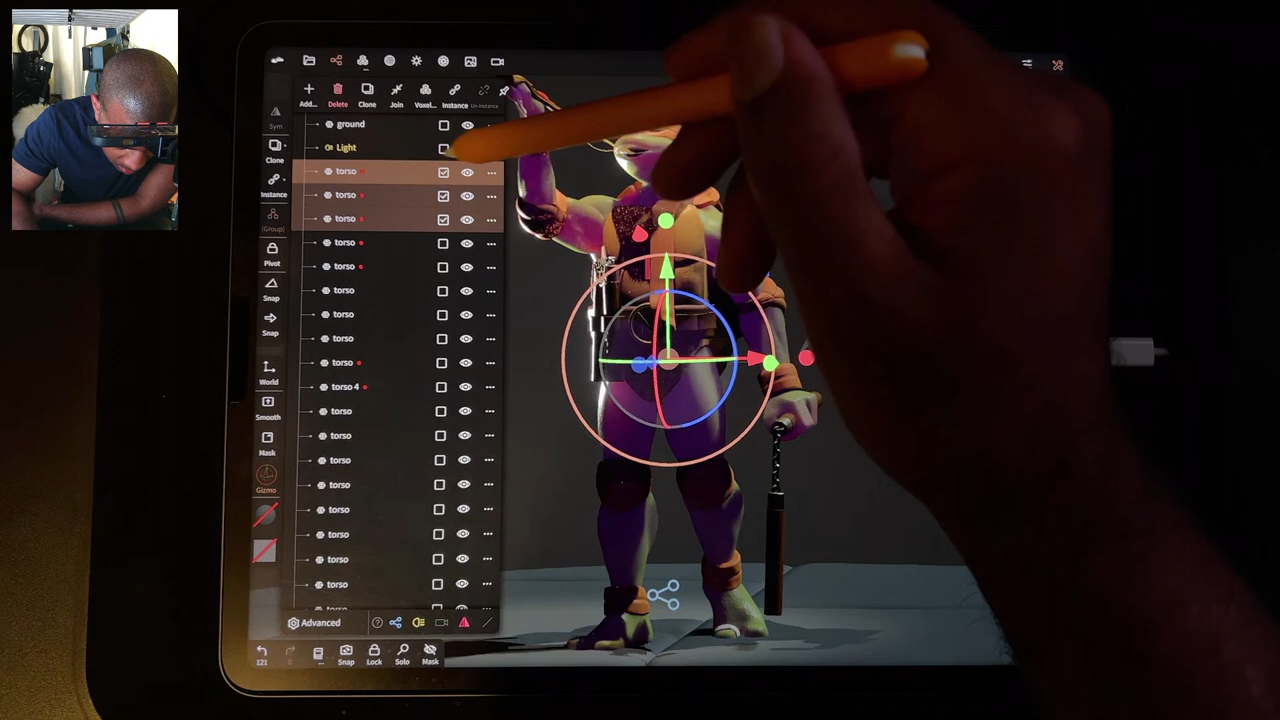 Add...
Delete
Clone
Join
Voxel...
Instance
Un-Instance
Sym
Clone
Instance
(Group)
Pivot
Snap
Snap
World
Smooth
Mask
Gizmo
ground
Light
torso
torso
torso
torso
torso
torso
torso
torso
torso
torso 4
torso
torso
torso
torso
torso
torso
torso
torso
Advanced
121
0
...
Snap
Lock
Solo
Mask